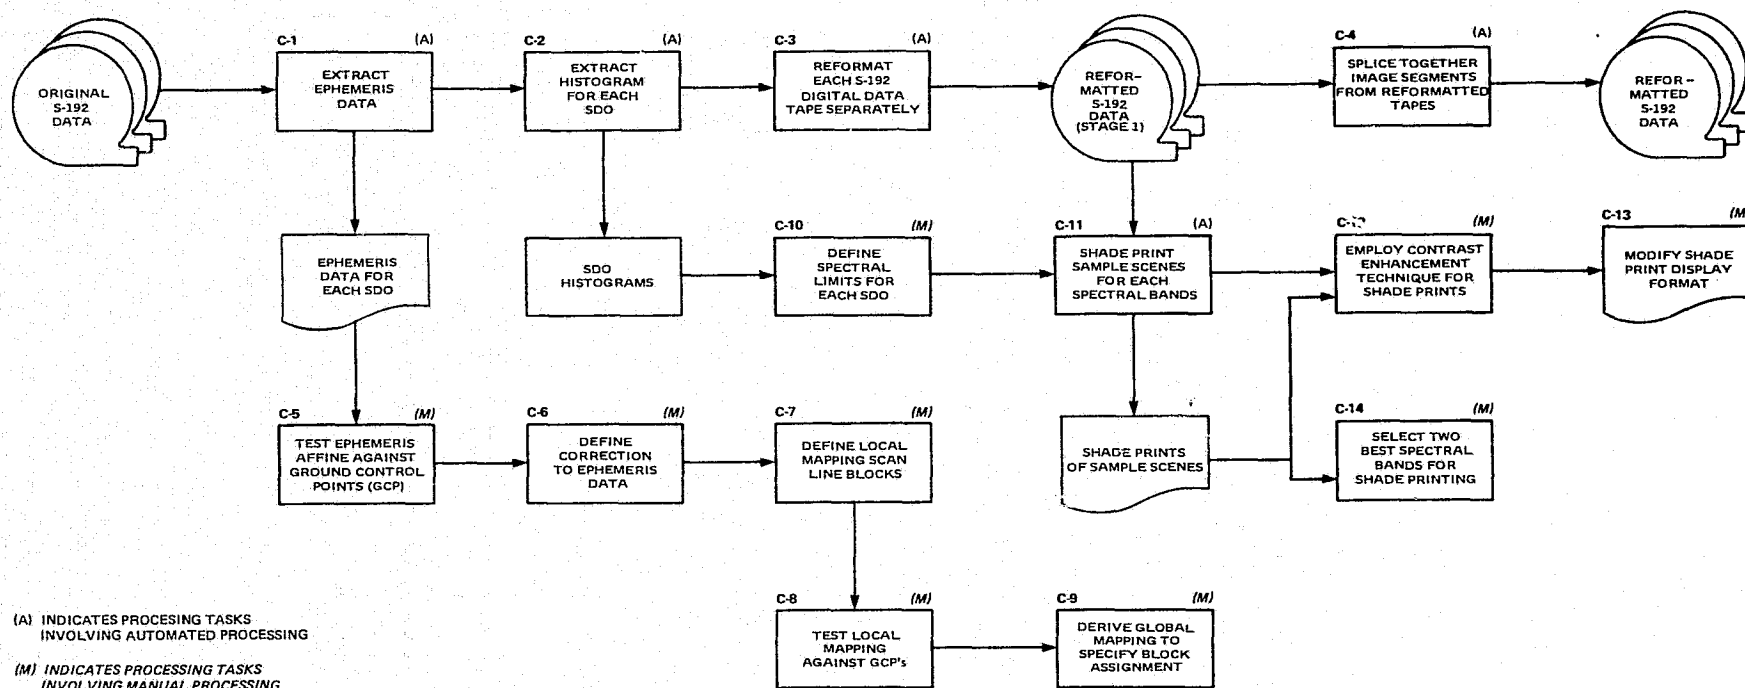 ORIGINAL
S-192
DATA
C-1 (A)
EXTRACT
EPHEMERIS
DATA
C-2 (A)
EXTRACT
HISTOGRAM
FOR EACH
SDO
C-3 (A)
REFORMAT
EACH S-192
DIGITAL DATA
TAPE SEPARATELY
REFOR-
MATTED
S-192
DATA
(STAGE 1)
C-4 (A)
SPLICE TOGETHER
IMAGE SEGMENTS
FROM REFORMATTED
TAPES
REFOR-
MATTED
S-192
DATA
EPHEMERIS
DATA FOR
EACH SDO
SDO
HISTOGRAMS
C-10 (M)
DEFINE
SPECTRAL
LIMITS FOR
EACH SDO
C-11 (A)
SHADE PRINT
SAMPLE SCENES
FOR EACH
SPECTRAL BANDS
(M)
EMPLOY CONTRAST
ENHANCEMENT
TECHNIQUE FOR
SHADE PRINTS
C-13 (M
MODIFY SHADE
PRINT DISPLAY
FORMAT
C-5 (M)
TEST EPHEMERIS
AFFINE AGAINST
GROUND CONTROL
POINTS (GCP)
C-6 (M)
DEFINE
CORRECTION
TO EPHEMERIS
DATA
C-7 (M)
DEFINE LOCAL
MAPPING SCAN
LINE BLOCKS
SHADE PRINTS
OF SAMPLE SCENES
C-14 (M)
SELECT TWO
BEST SPECTRAL
BANDS FOR
SHADE PRINTING
C-8 (M)
TEST LOCAL
MAPPING
AGAINST GCP's
C-9 (M)
DERIVE GLOBAL
MAPPING TO
SPECIFY BLOCK
ASSIGNMENT
(A) INDICATES PROCESING TASKS
INVOLVING AUTOMATED PROCESSING
(M) INDICATES PROCESSING TASKS
INVOLVING MANUAL PROCESSING